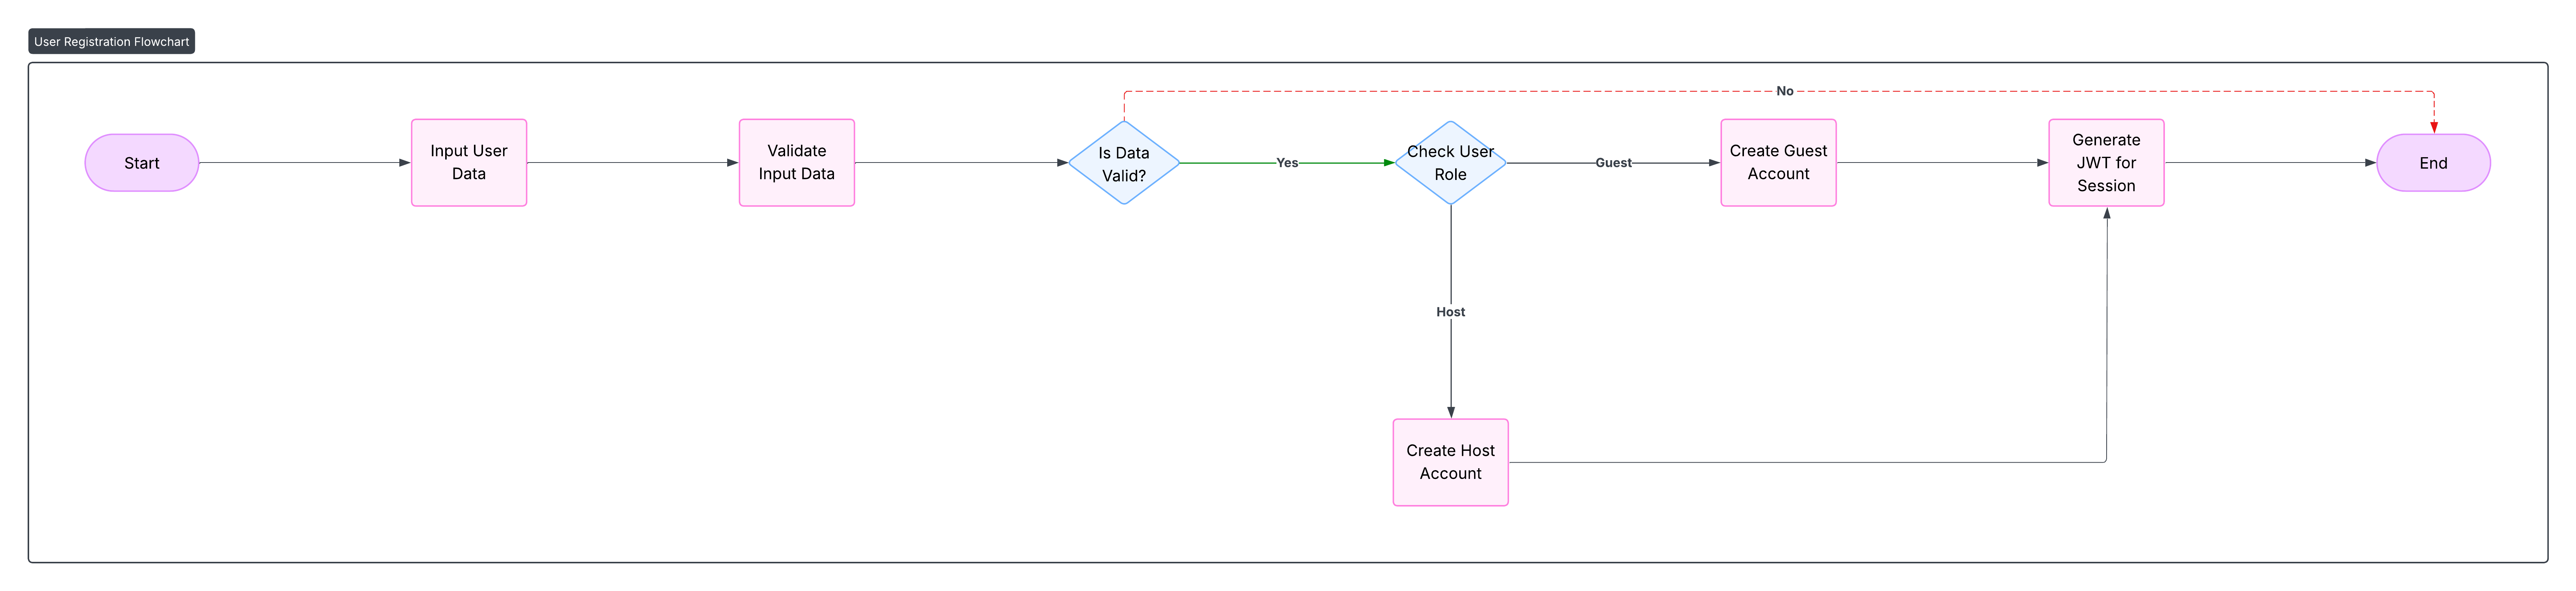 User Registration Flowchart
No
Start
Input User
Data
Validate
Input Data
Is Data
Valid?
Yes
Check User
Role
Guest
Create Guest
Account
Generate
JWT for
Session
End
Host
Create Host
Account